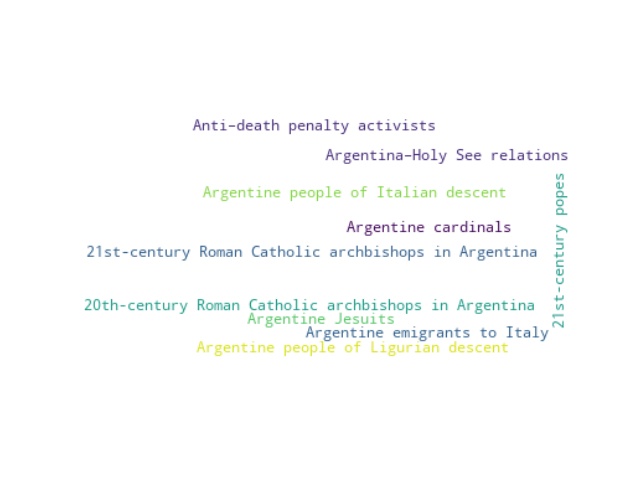 Anti-death penalty activists
Argentina–Holy See relations
21st-century popes
Argentine people of Italian descent
Argentine cardinals
21st-century Roman Catholic archbishops in Argentina
20th-century Roman Catholic archbishops in Argentina
Argentine Jesuits
Argentine emigrants to Italy
Argentine people of Ligurian descent